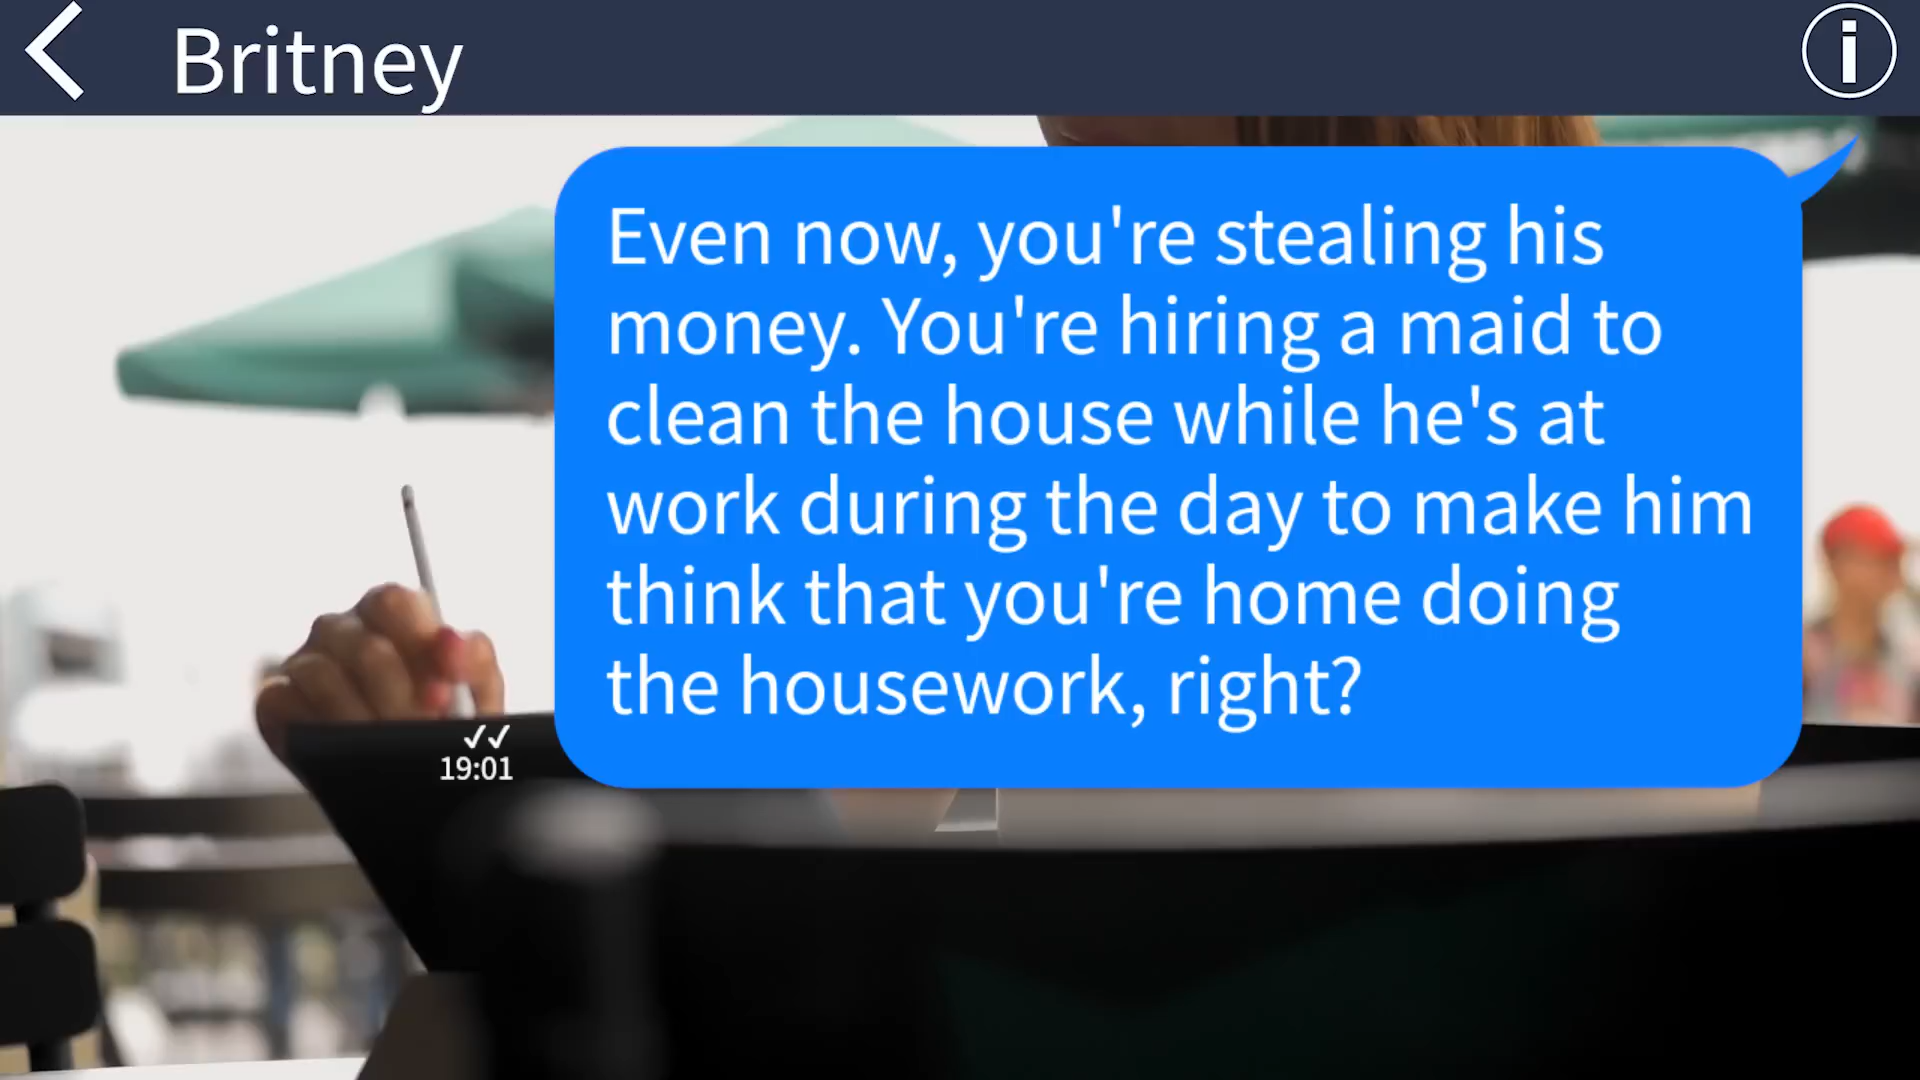 Britney
Even now, you're stealing his
money. You're hiring a maid to
clean the house while he's at
work during the day to make him
think that you're home doing
the housework, right?
19:01